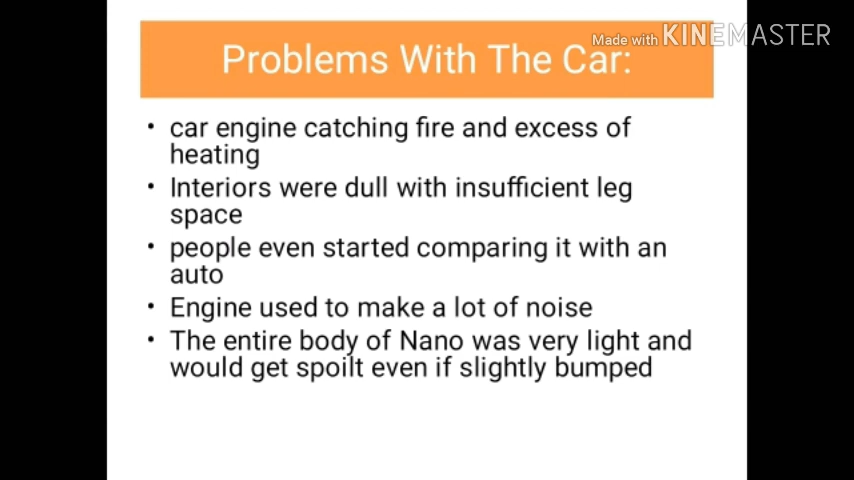 Made with KINEMASTER
Problems With The Car:
• car engine catching fire and excess of
heating
• Interiors were dull with insufficient leg
space
• people even started comparing it with an
auto
• Engine used to make a lot of noise
• The entire body of Nano was very light and
would get spoilt even if slightly bumped